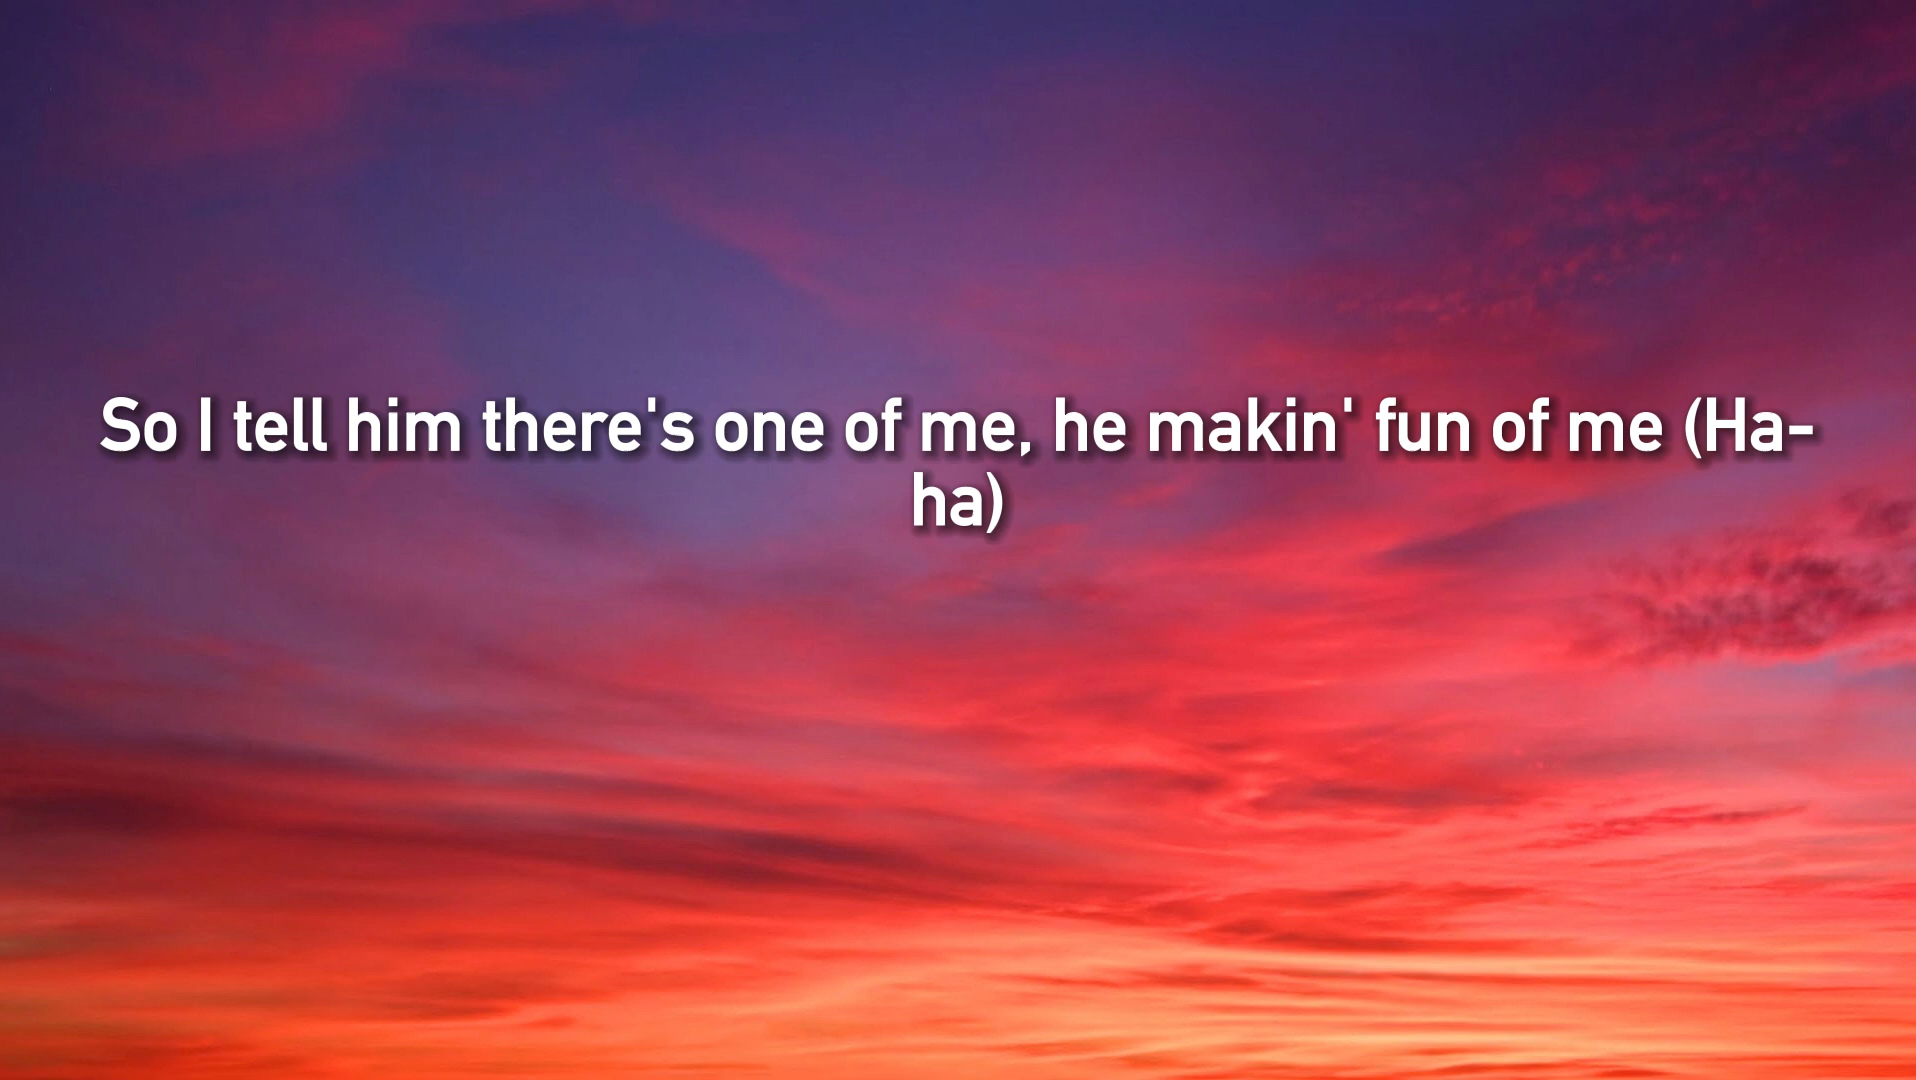 So I tell him there's one of me, he makin' fun of me (Ha-
ha)